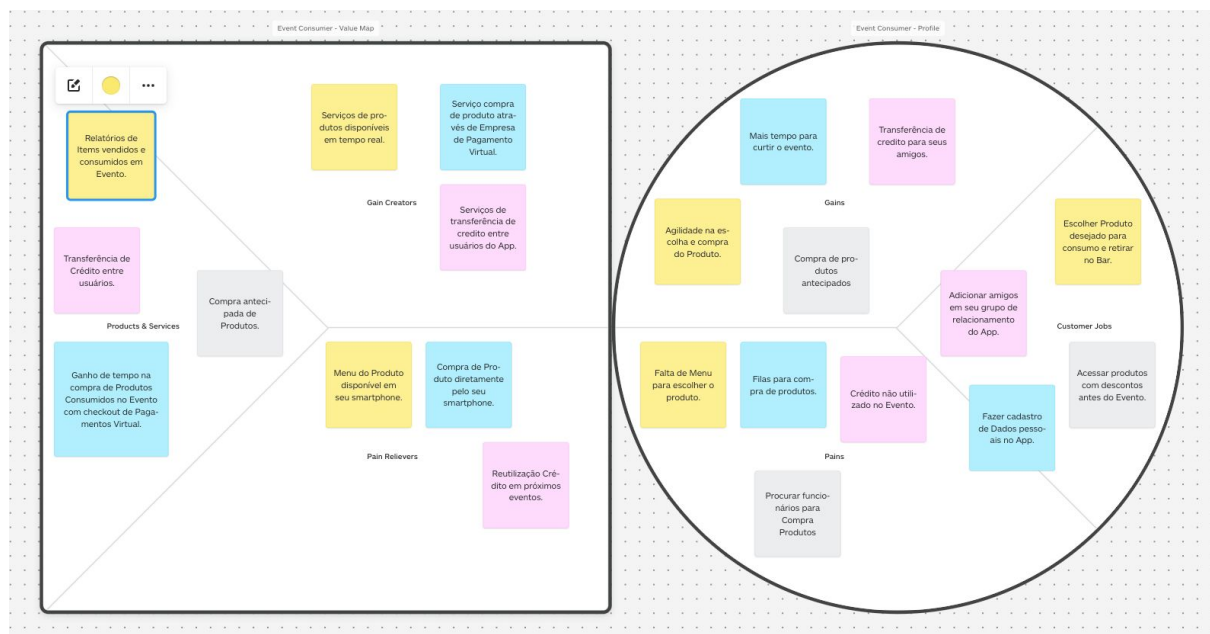 Event Consumer - Value Map
Event Consumer - Profile
Relatórios de
Items vendidos e
consumidos em
Evento.
Serviços de pro-
dutos disponíveis
em tempo real.
Serviço compra
de produto atra-
vés de Empresa
de Pagamento
Virtual.
Gain Creators
Serviços de
transferência de
credito entre
usuários do App.
Transferência de
Crédito entre
usuários.
Compra anteci-
pada de
Produtos.
Products & Services
Ganho de tempo na
compra de Produtos
Consumidos no Evento
com checkout de Paga-
mentos Virtual.
Menu do Produto
disponível em
seu smartphone.
Compra de Pro-
duto diretamente
pelo seu
smartphone.
Pain Relievers
Reutilização Cré-
dito em próximos
eventos.
Mais tempo para
curtir o evento.
Transferência de
credito para seus
amigos.
Gains
Agilidade na es-
colha e compra
do Produto.
Compra de pro-
dutos
antecipados
Escolher Produto
desejado para
consumo e retirar
no Bar.
Adicionar amigos
em seu grupo de
relacionamento
do App.
Customer Jobs
Falta de Menu
para escolher o
produto.
Filas para com-
pra de produtos.
Crédito não utili-
zado no Evento.
Acessar produtos
com descontos
antes do Evento.
Fazer cadastro
de Dados pesso-
ais no App.
Pains
Procurar funcio-
nários para
Compra
Produtos